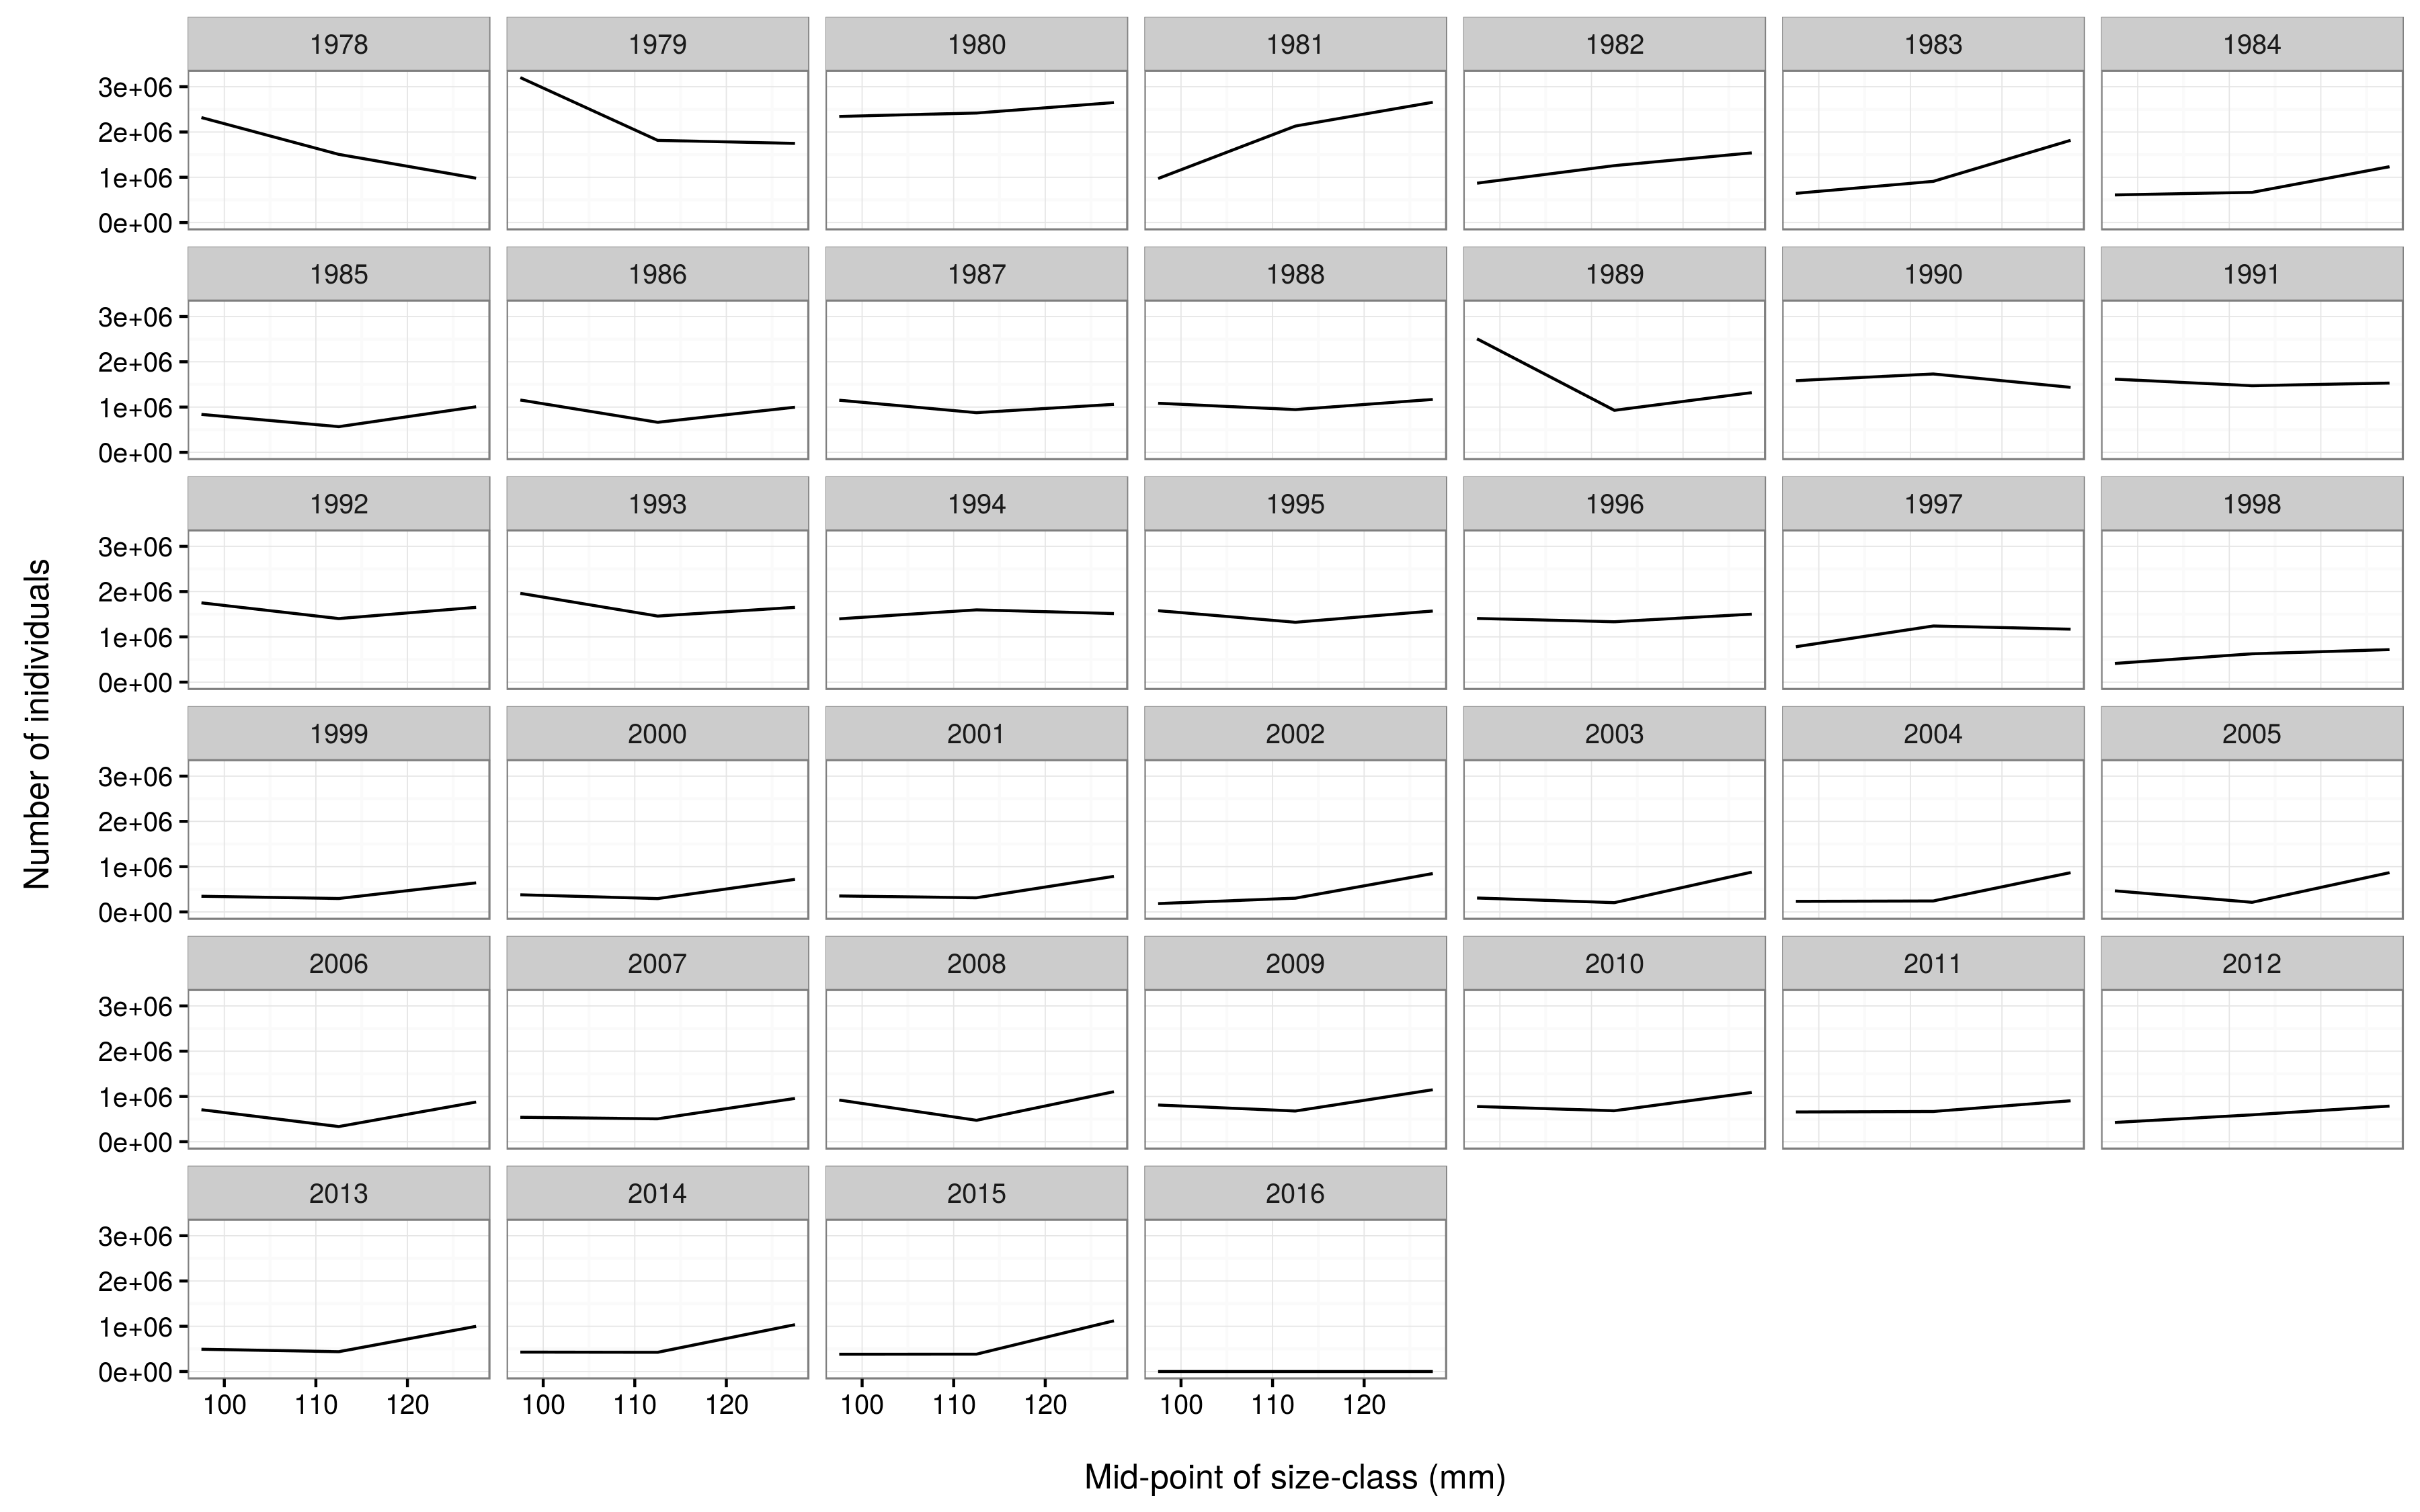 1978 1979 1980 1981 1982 1983 1984
3e+06
2e+06
1e+06
0e+00
1985 1986 1987 1988 1989 1990 1991
3e+06
2e+06
1e+06
0e+00
1992 1993 1994 1995 1996 1997 1998
3e+06
2e+06
1e+06
0e+00
1999 2000 2001 2002 2003 2004 2005
3e+06
2e+06
1e+06
0e+00
2006 2007 2008 2009 2010 2011 2012
3e+06
2e+06
1e+06
0e+00
2013 2014 2015 2016
3e+06
2e+06
1e+06
0e+00
100 110 120 100 110 120 100 110 120 100 110 120
Number of inidividuals
Mid-point of size-class (mm)